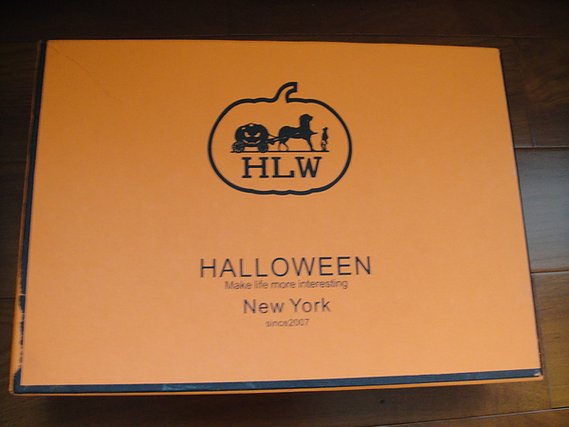 HLW
HALLOWEEN
Make life more interesting
New York
since2007